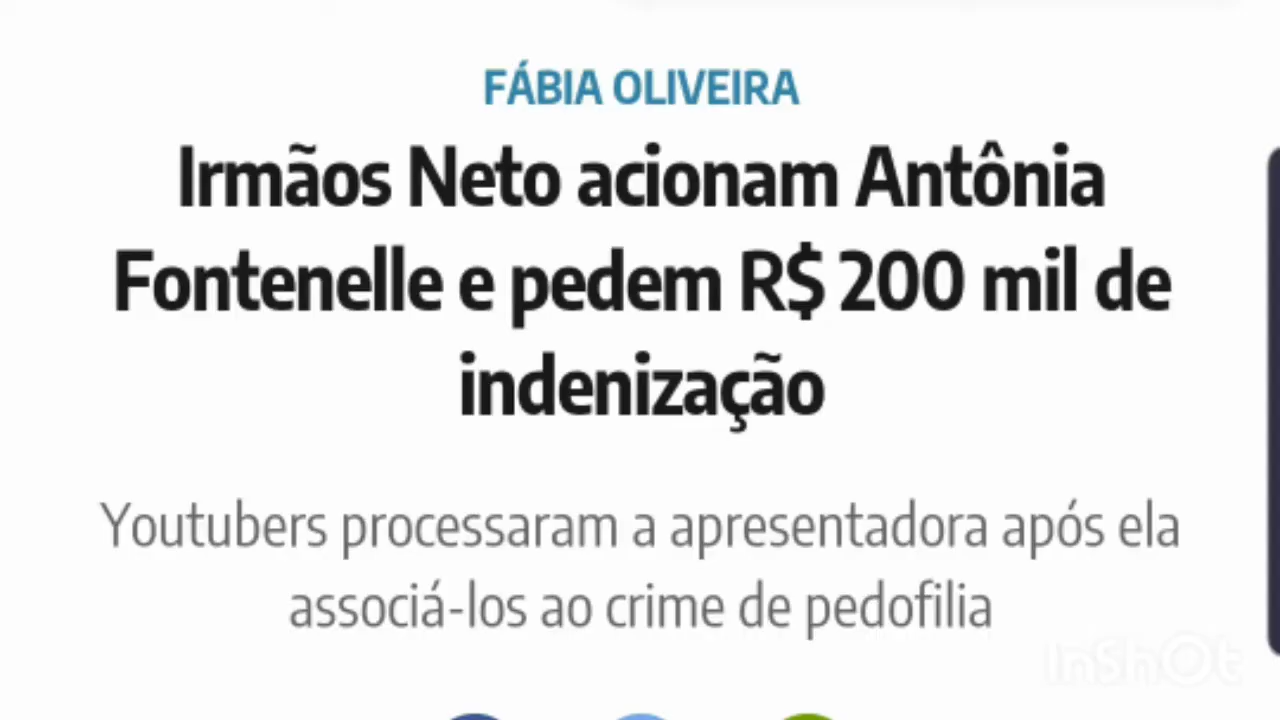 FÁBIA OLIVEIRA
Irmãos Neto acionam Antônia
Fontenelle e pedem R$ 200 mil de
indenização
Youtubers processaram a apresentadora após ela
associá-los ao crime de pedofilia
InShOt